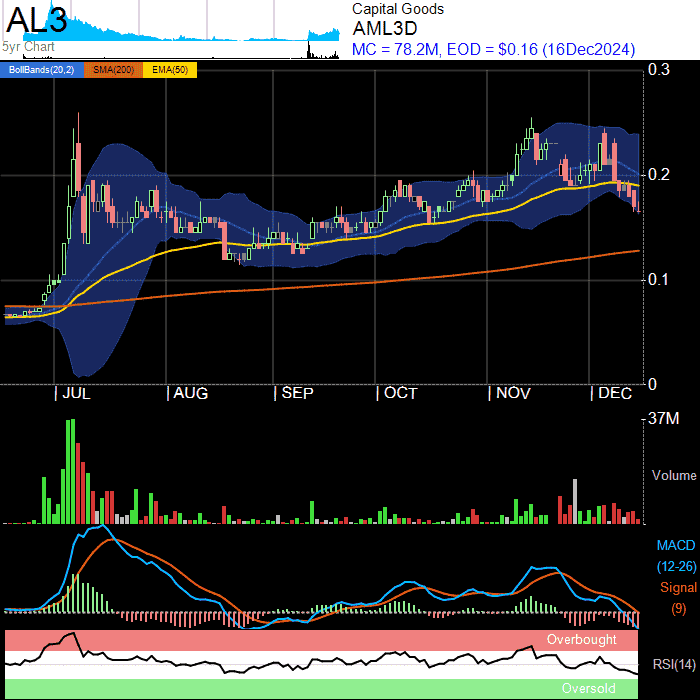 AL3
5yr Chart
Capital Goods
AML3D
MC = 78.2M, EOD = $0.16 (16Dec2024)
BollBands(20,2) SMA(200) EMA(50)
0.3
0.2
0.1
0
JUL AUG SEP OCT NOV DEC
37M
Volume
MACD
(12-26)
Signal
(9)
Overbought
RSI(14)
Oversold